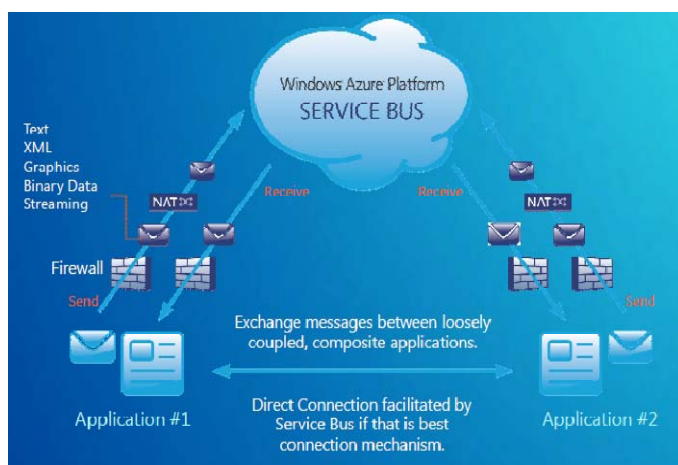 Windows Azure Platform
SERVICE BUS
Text
XML
Graphics
Binary Data
Streaming
NAT
Receive
Receive
NAT
Firewall
Send
Send
Exchange messages between loosely
coupled, composite applications.
Application #1
Application #2
Direct Connection facilitated by
Service Bus if that is best
connection mechanism.